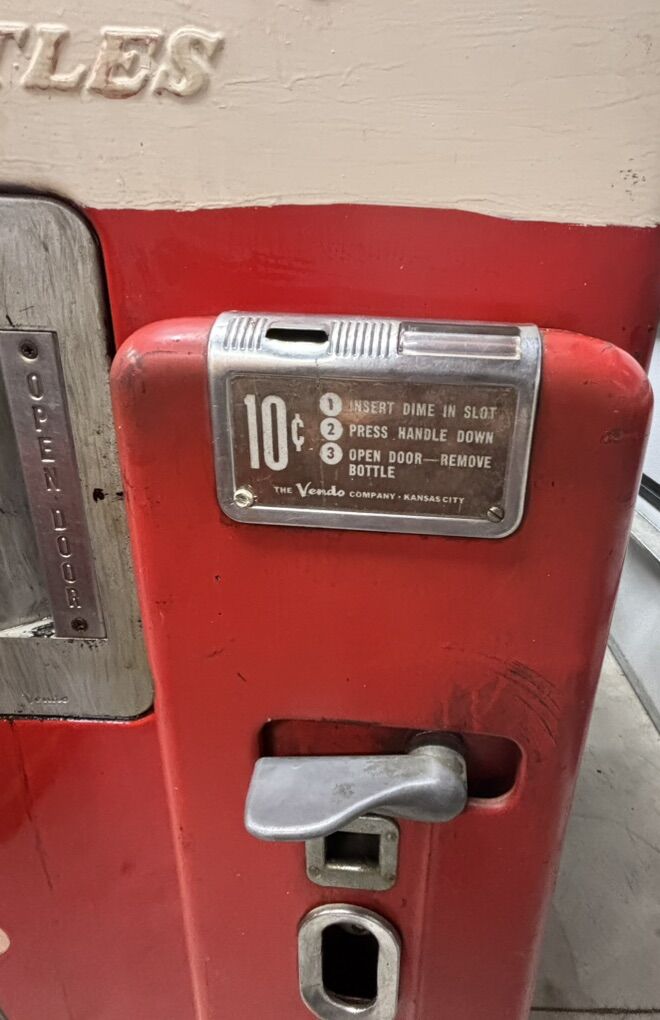 TLES
OPEN DOOR
10¢
1 INSERT DIME IN SLOT
2 PRESS HANDLE DOWN
3 OPEN DOOR—REMOVE
BOTTLE
THE Vendo COMPANY · KANSAS CITY
Vendo